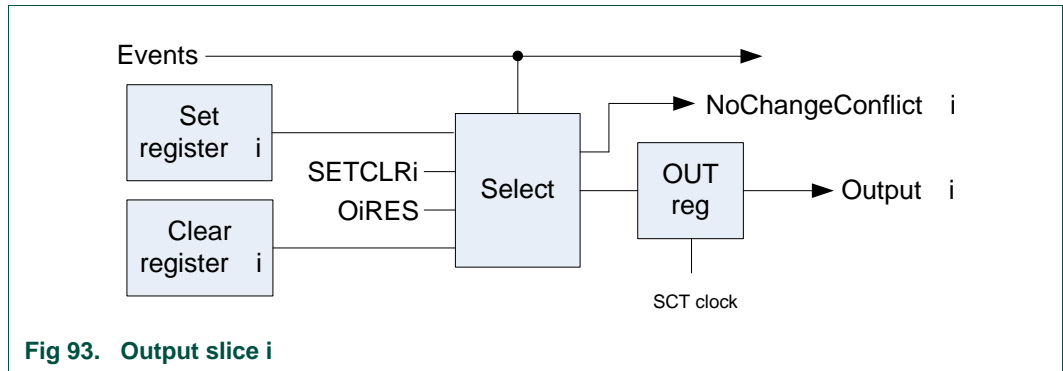 Events
Set
register i
NoChangeConflict i
SETCLRi
Select
OUT
reg
Output i
OiRES
Clear
register i
SCT clock
Fig 93. Output slice i